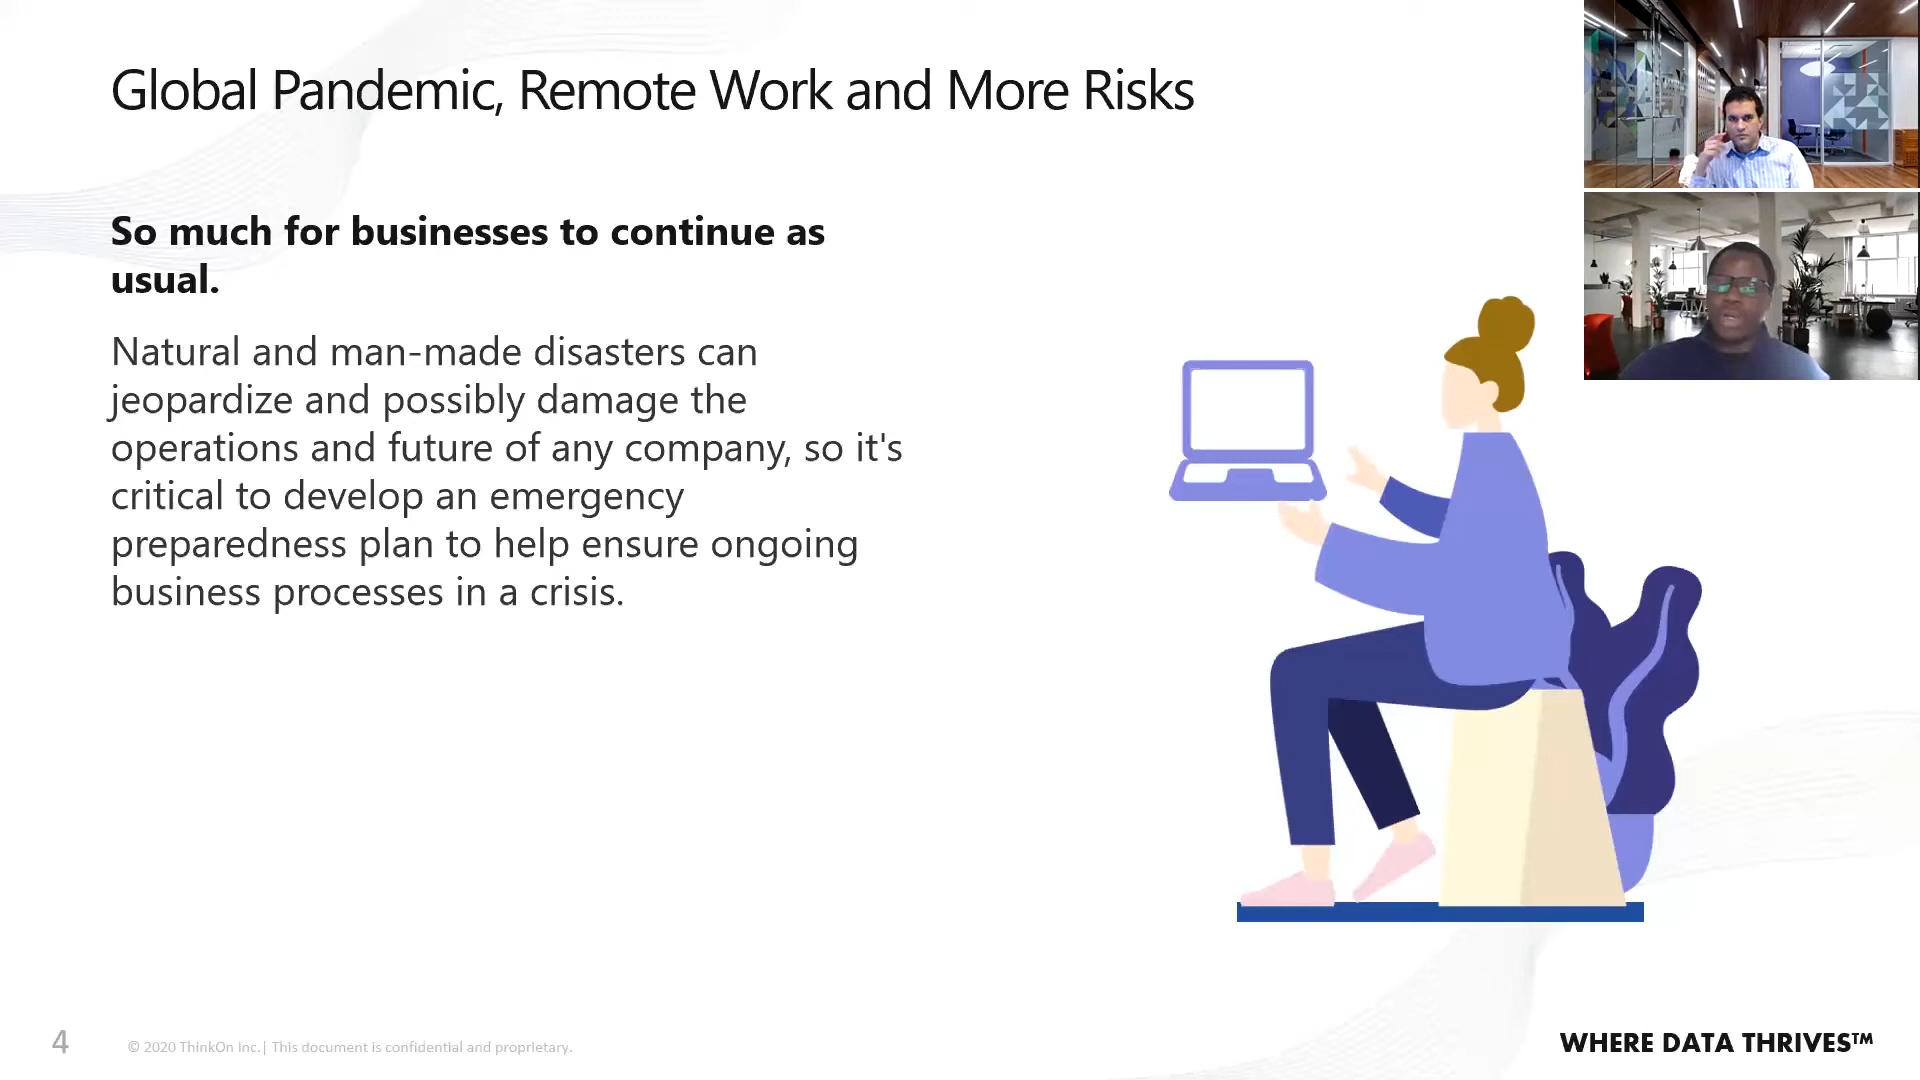 Global Pandemic, Remote Work and More Risks
So much for businesses to continue as
usual.
Natural and man-made disasters can
jeopardize and possibly damage the
operations and future of any company, so it's
critical to develop an emergency
preparedness plan to help ensure ongoing
business processes in a crisis.
4
© 2020 ThinkOn Inc.| This document is confidential and proprietary.
WHERE DATA THRIVES™